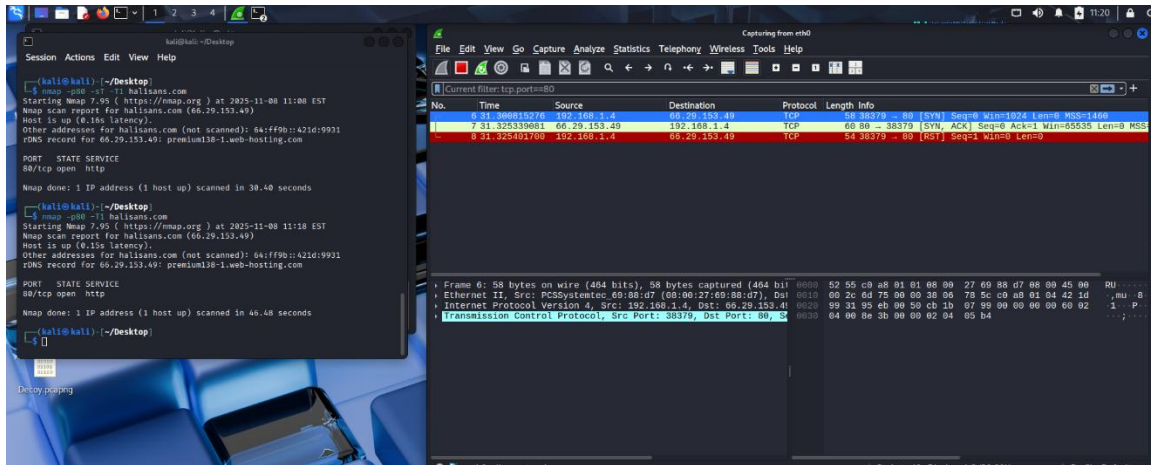 1 2 3 4
11:20
kali@kali: ~/Desktop
Session Actions Edit View Help
(kali㉿kali)-[~/Desktop]
$ nmap -p80 -sT -T1 halisans.com
Starting Nmap 7.95 ( https://nmap.org ) at 2025-11-08 11:08 EST
Nmap scan report for halisans.com (66.29.153.49)
Host is up (0.16s latency).
Other addresses for halisans.com (not scanned): 64:ff9b::421d:9931
rDNS record for 66.29.153.49: premium138-1.web-hosting.com
PORT STATE SERVICE
80/tcp open http
Nmap done: 1 IP address (1 host up) scanned in 30.40 seconds
(kali㉿kali)-[~/Desktop]
$ nmap -p80 -T1 halisans.com
Starting Nmap 7.95 ( https://nmap.org ) at 2025-11-08 11:18 EST
Nmap scan report for halisans.com (66.29.153.49)
Host is up (0.15s latency).
Other addresses for halisans.com (not scanned): 64:ff9b::421d:9931
rDNS record for 66.29.153.49: premium138-1.web-hosting.com
PORT STATE SERVICE
80/tcp open http
Nmap done: 1 IP address (1 host up) scanned in 46.48 seconds
(kali㉿kali)-[~/Desktop]
$
Decoy.pcapng
Capturing from eth0
File Edit View Go Capture Analyze Statistics Telephony Wireless Tools Help
Current filter: tcp.port==80
No. Time Source Destination Protocol Length Info
6 31.300815276 192.168.1.4 66.29.153.49 TCP 58 38379 → 80 [SYN] Seq=0 Win=1024 Len=0 MSS=1460
7 31.325339081 66.29.153.49 192.168.1.4 TCP 60 80 → 38379 [SYN, ACK] Seq=0 Ack=1 Win=65535 Len=0 MSS=
8 31.325401700 192.168.1.4 66.29.153.49 TCP 54 38379 → 80 [RST] Seq=1 Win=0 Len=0
Frame 6: 58 bytes on wire (464 bits), 58 bytes captured (464 bit
Ethernet II, Src: PCSSystemtec_69:88:d7 (08:00:27:69:88:d7), Dst
Internet Protocol Version 4, Src: 192.168.1.4, Dst: 66.29.153.4
Transmission Control Protocol, Src Port: 38379, Dst Port: 80, S
0000 52 55 c0 a8 01 01 08 00 27 69 88 d7 08 00 45 00 RU
0010 00 2c 6d 75 00 00 38 06 78 5c c0 a8 01 04 42 1d ·,mu··8·
0020 99 31 95 eb 00 50 cb 1b 07 99 00 00 00 00 60 02 ·1···P··
0030 04 00 8e 3b 00 00 02 04 05 b4 ···;····